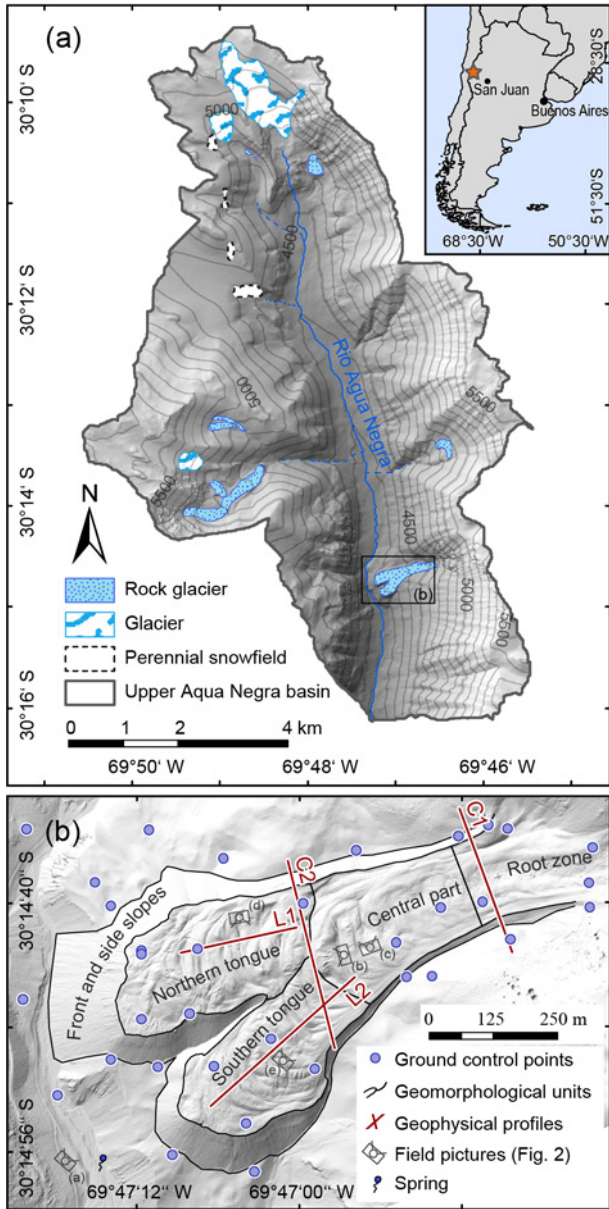 (a)
30°10' S
30°12' S
30°14' S
30°16' S
28°30' S
51°30' S
San Juan
Buenos Aires
68°30' W 50°30' W
5000
4500
5000
5500
Rio Agua Negra
5500
4500
5000
5500
(b)
N
Rock glacier
Glacier
Perennial snowfield
Upper Aqua Negra basin
0 1 2 4 km
69°50' W 69°48' W 69°46' W
(b)
30°14'40“ S
30°14'56“ S
C1
C2
Root zone
Central part
L1
(d)
Northern tongue
(b)
(c)
L2
Front and side slopes
Southern tongue
(e)
(a)
0 125 250 m
Ground control points
Geomorphological units
Geophysical profiles
Field pictures (Fig. 2)
Spring
69°47'12“ W 69°47'00“ W